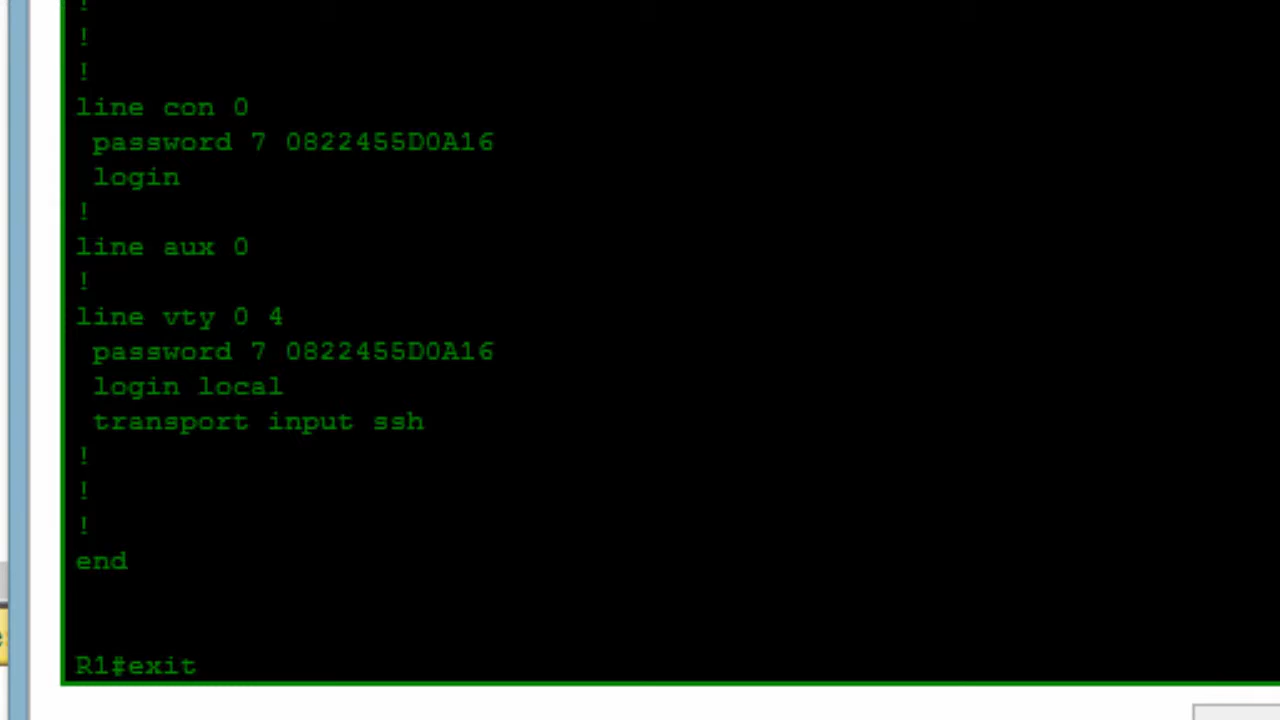 !
!
!
line con 0
 password 7 0822455D0A16
 login
!
line aux 0
!
line vty 0 4
 password 7 0822455D0A16
 login local
 transport input ssh
!
!
!
end
R1#exit